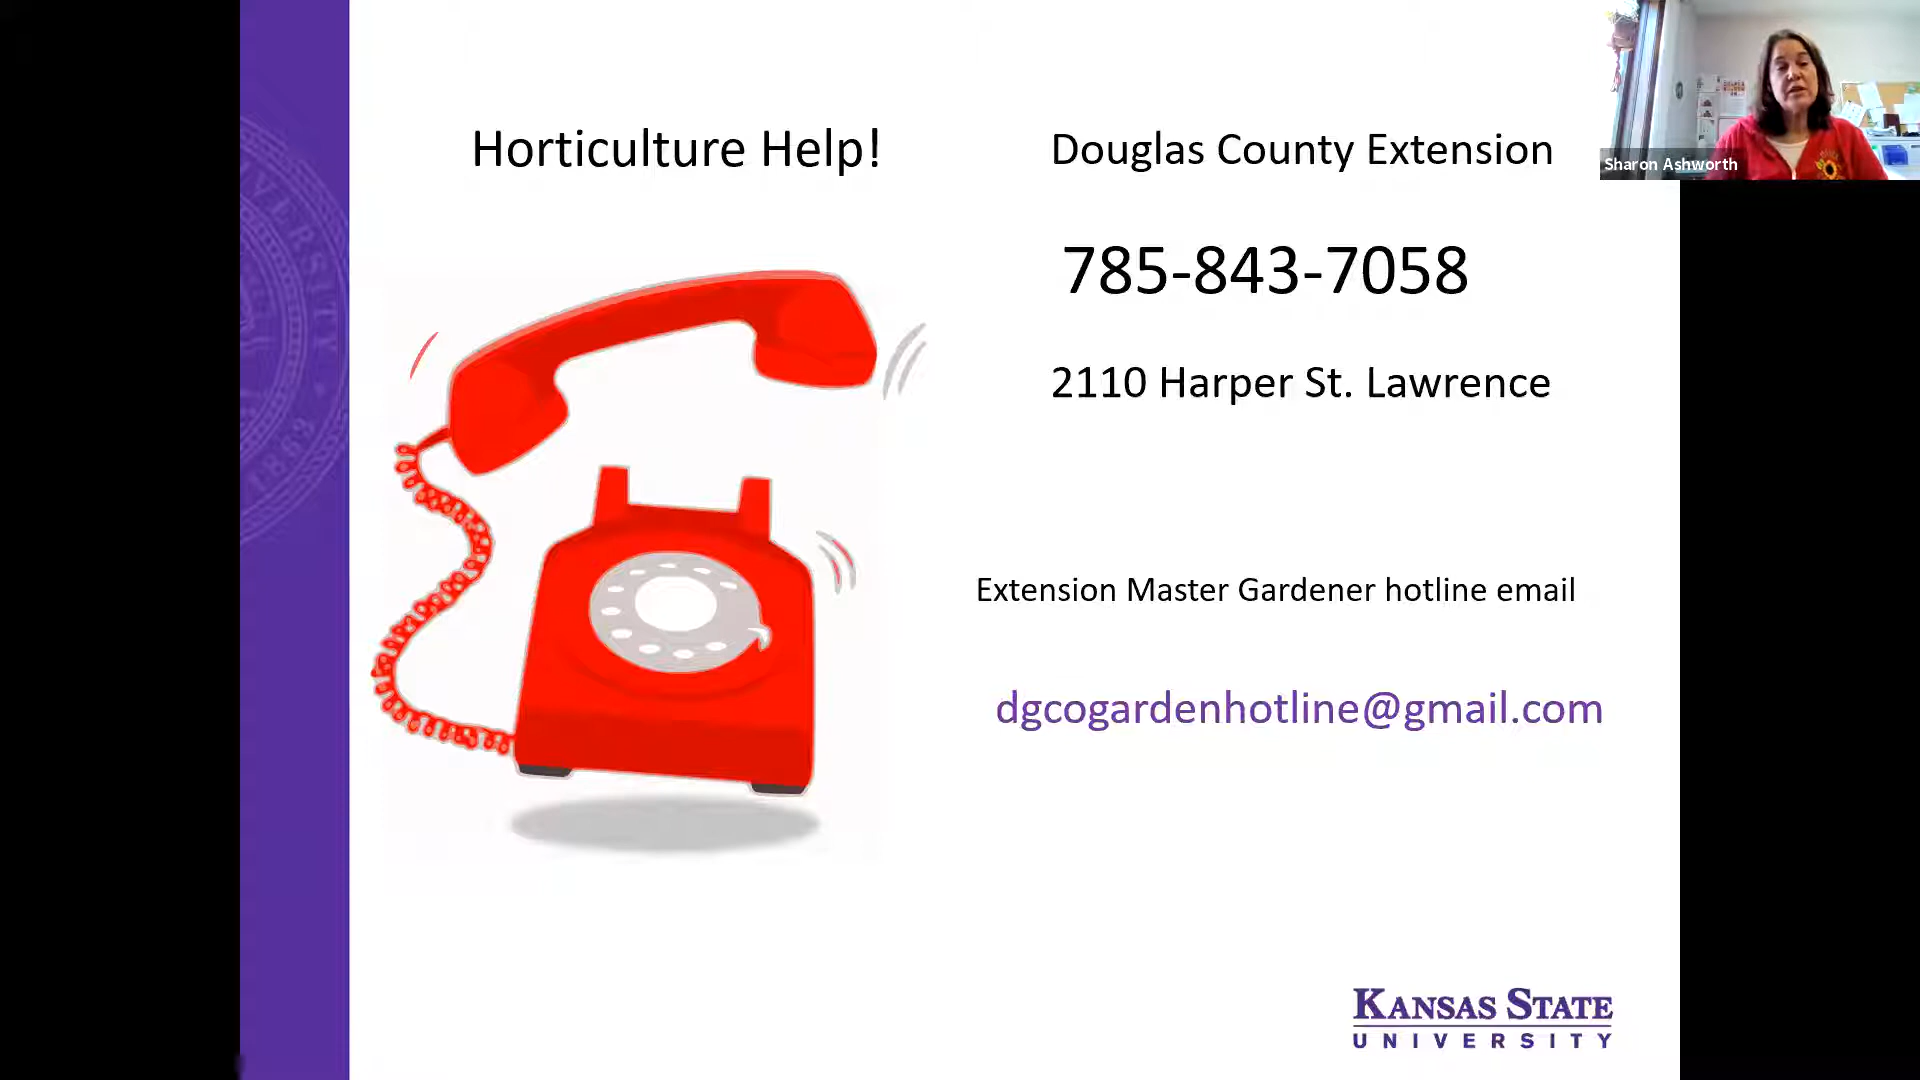 Horticulture Help!
Douglas County Extension
785-843-7058
2110 Harper St. Lawrence
Extension Master Gardener hotline email
dgcogardenhotline@gmail.com
KANSAS STATE
UNIVERSITY
Sharon Ashworth